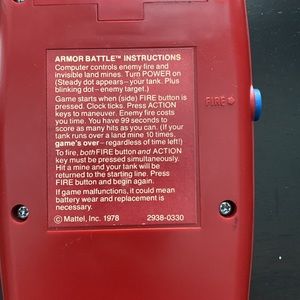 ARMOR BATTLE™ INSTRUCTIONS
Computer controls enemy fire and
invisible land mines. Turn POWER on
(Steady dot appears—your tank. Plus
blinking dot—enemy target.)
Game starts when (side) FIRE button is
pressed. Clock ticks. Press ACTION
keys to maneuver. Enemy fire costs
you time. You have 99 seconds to
score as many hits as you can. (If your
tank runs over a land mine 10 times,
game's over—regardless of time left!)
To fire, both FIRE button and ACTION
key must be pressed simultaneously.
Hit a mine and your tank will be
returned to the starting line. Press
FIRE button and begin again.
If game malfunctions, it could mean
battery wear and replacement is
necessary.
© Mattel, Inc. 1978 2938-0330
FIRE